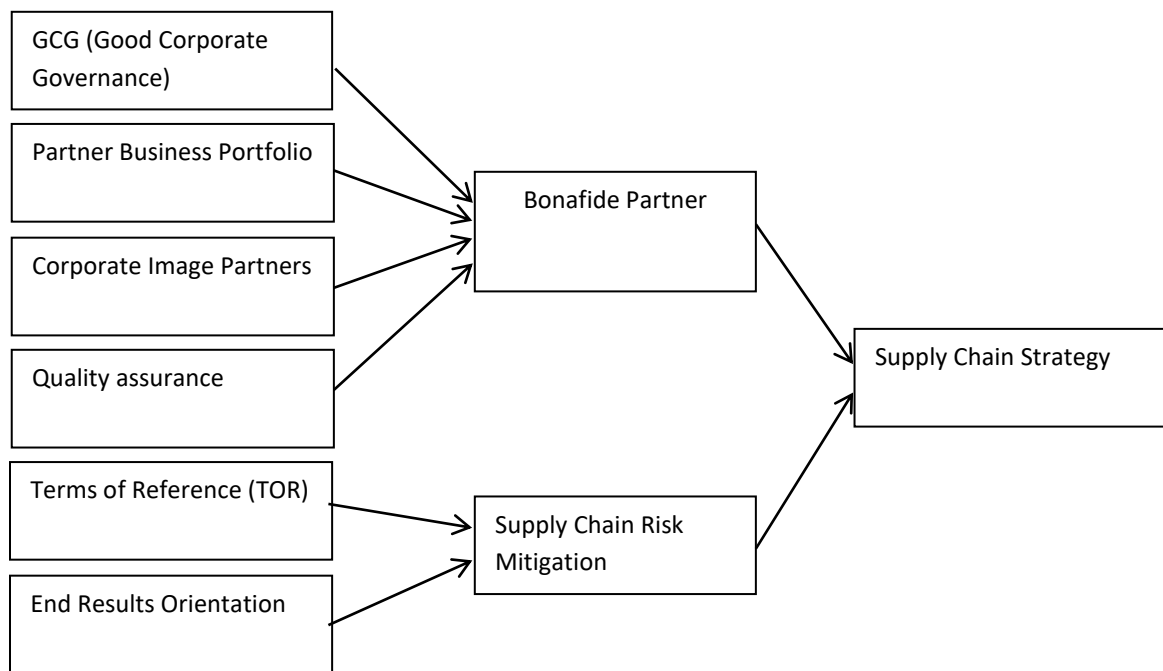 GCG (Good Corporate
Governance)
Partner Business Portfolio
Corporate Image Partners
Quality assurance
Terms of Reference (TOR)
End Results Orientation
Bonafide Partner
Supply Chain Risk
Mitigation
Supply Chain Strategy